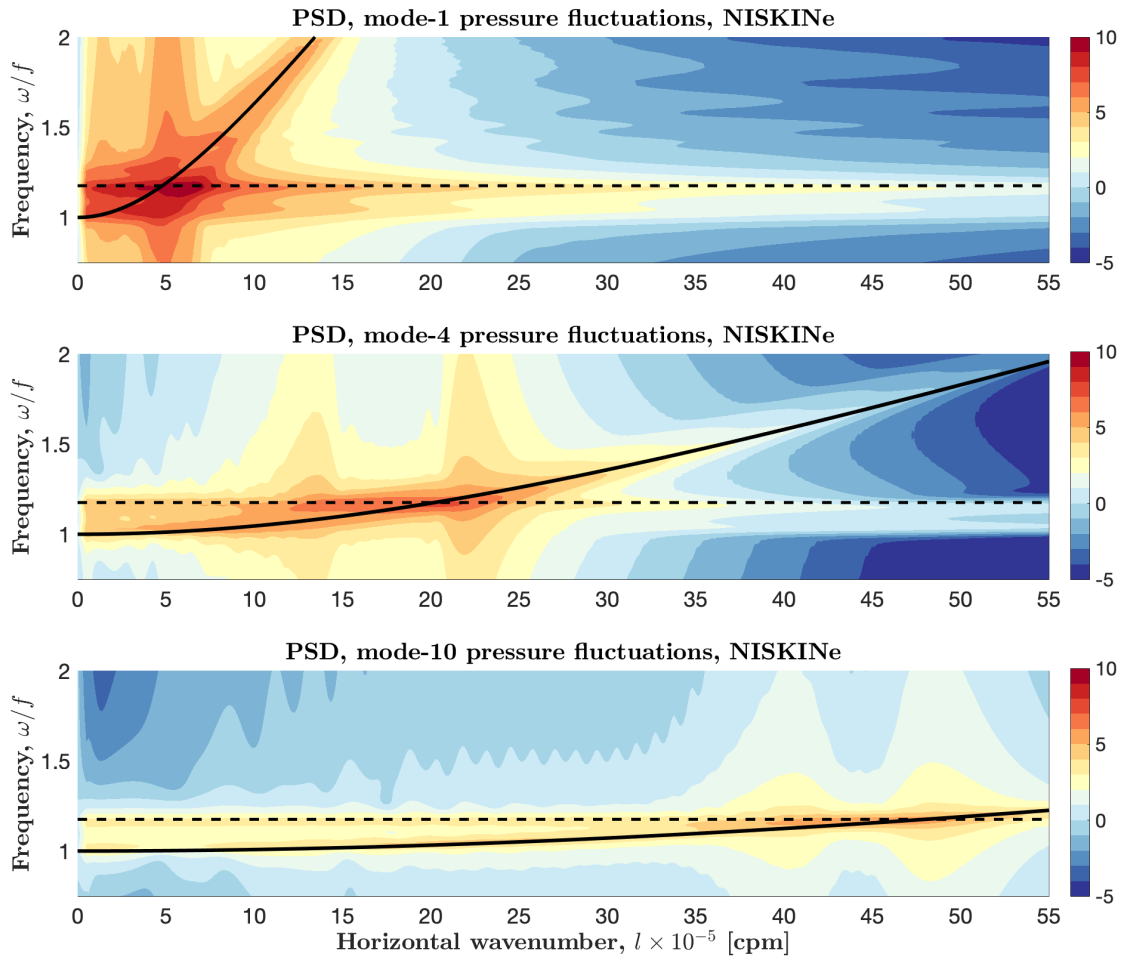 PSD, mode-1 pressure fluctuations, NISKINe
Frequency, ω/f
2
1.5
1
0 5 10 15 20 25 30 35 40 45 50 55
10
5
0
-5
PSD, mode-4 pressure fluctuations, NISKINe
Frequency, ω/f
2
1.5
1
0 5 10 15 20 25 30 35 40 45 50 55
10
5
0
-5
PSD, mode-10 pressure fluctuations, NISKINe
Frequency, ω/f
2
1.5
1
0 5 10 15 20 25 30 35 40 45 50 55
10
5
0
-5
Horizontal wavenumber, l × 10⁻⁵ [cpm]